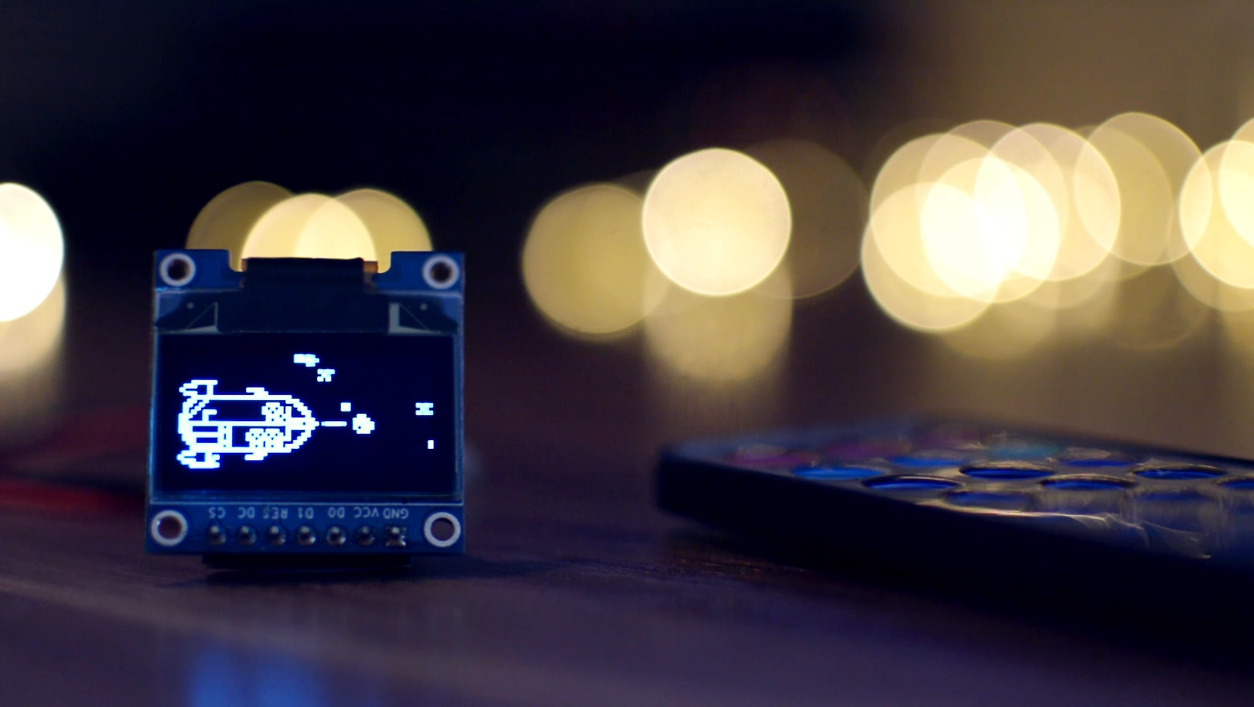 GND VCC D0 D1 RES DC CS